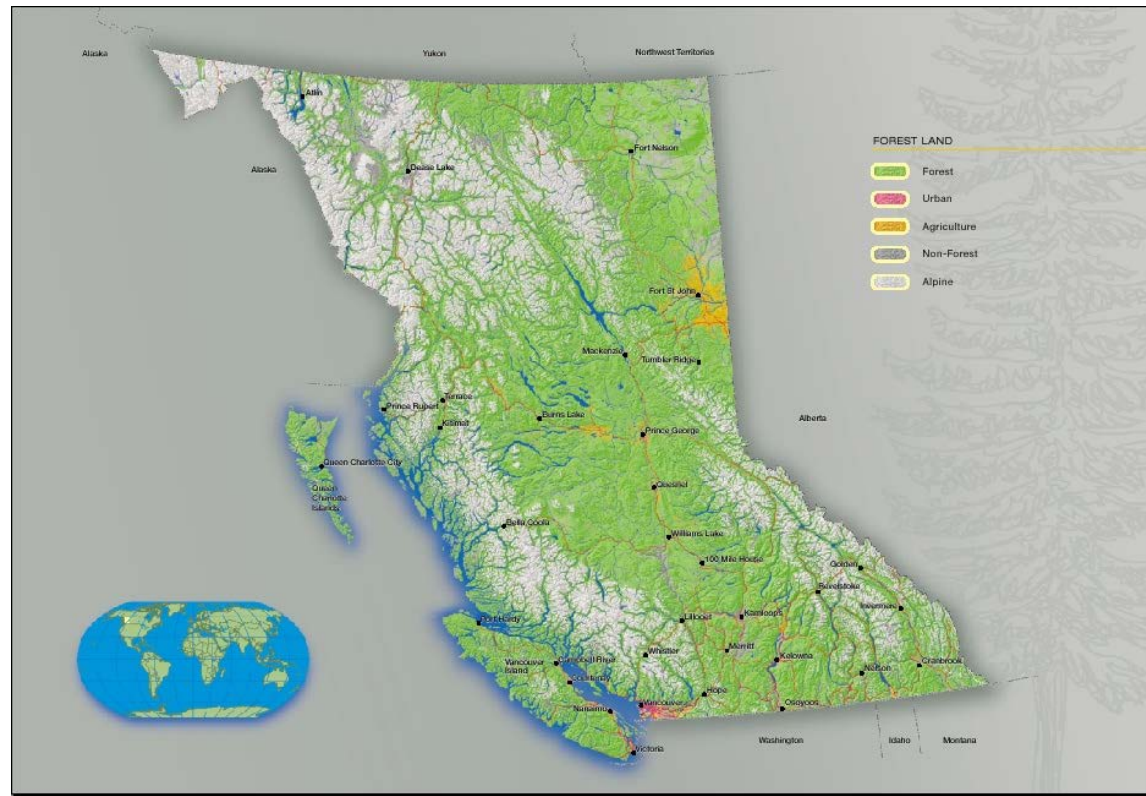 Alaska
Yukon
Northwest Territories
Atlin
Alaska
Dease Lake
Fort Nelson
FOREST LAND
Forest
Urban
Agriculture
Non-Forest
Alpine
Fort St John
Mackenzie
Tumbler Ridge
Prince Rupert
Terrace
Kitimat
Burns Lake
Prince George
Alberta
Queen Charlotte City
Queen
Charlotte
Islands
Quesnel
Bella Coola
Williams Lake
100 Mile House
Golden
Revelstoke
Invermere
Port Hardy
Lillooet
Kamloops
Merritt
Whistler
Kelowna
Vancouver
Island
Campbell River
Courtenay
Nelson
Cranbrook
Hope
Osoyoos
Vancouver
Nanaimo
Victoria
Washington
Idaho
Montana